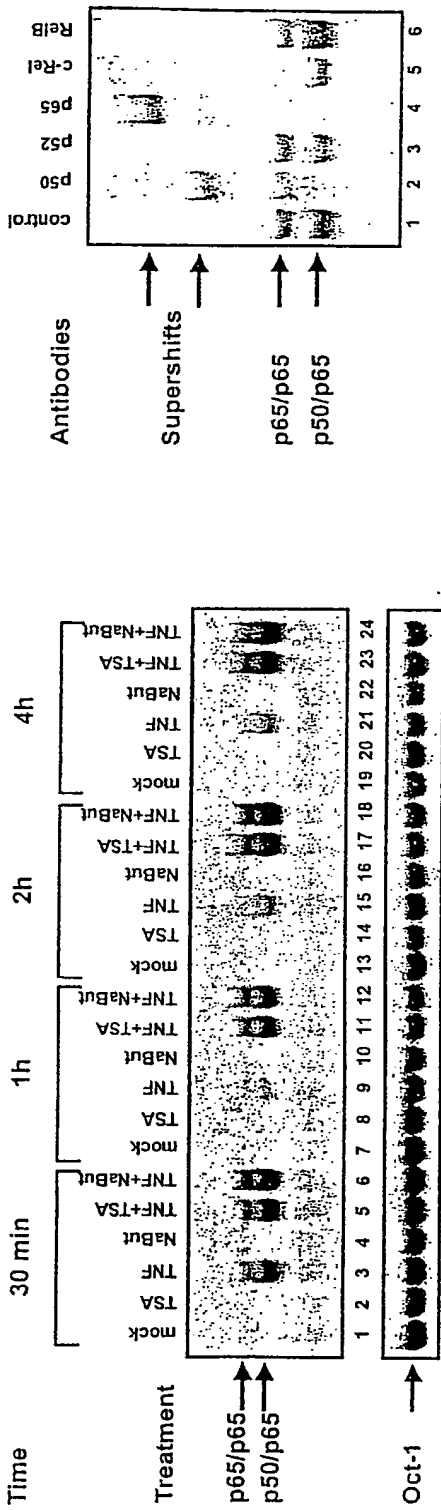 Time
30 min
1h
2h
4h
Treatment
mock
TSA
TNF
NaBut
TNF+TSA
TNF+NaBut
mock
TSA
TNF
NaBut
TNF+TSA
TNF+NaBut
mock
TSA
TNF
NaBut
TNF+TSA
TNF+NaBut
mock
TSA
TNF
NaBut
TNF+TSA
TNF+NaBut
p65/p65
p50/p65
1 2 3 4 5 6 7 8 9 10 11 12 13 14 15 16 17 18 19 20 21 22 23 24
Oct-1
Antibodies
control
p50
p52
p65
c-Rel
RelB
Supershifts
p65/p65
p50/p65
1 2 3 4 5 6